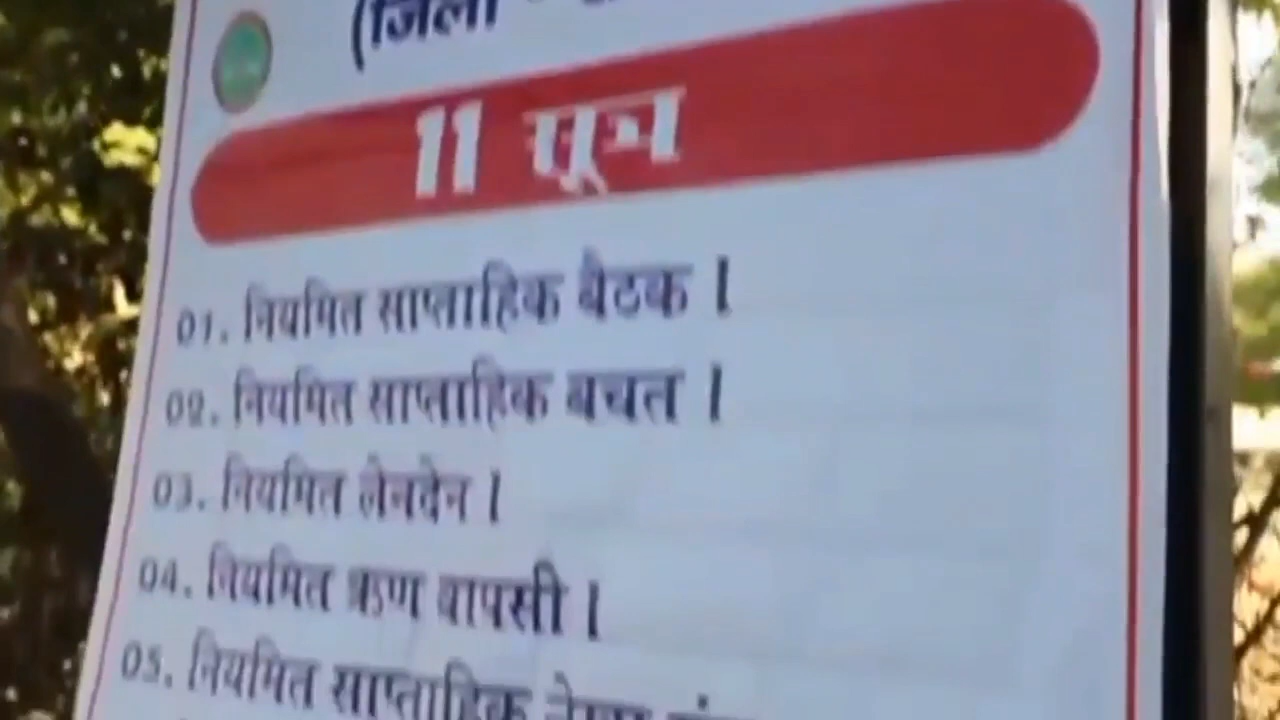 (जिला
11 सूत्र
01. नियमित साप्ताहिक बैठक ।
02. नियमित साप्ताहिक बचत ।
03. नियमित लेनदेन ।
04. नियमित ऋण वापसी ।
05. नियमित साप्ताहिक